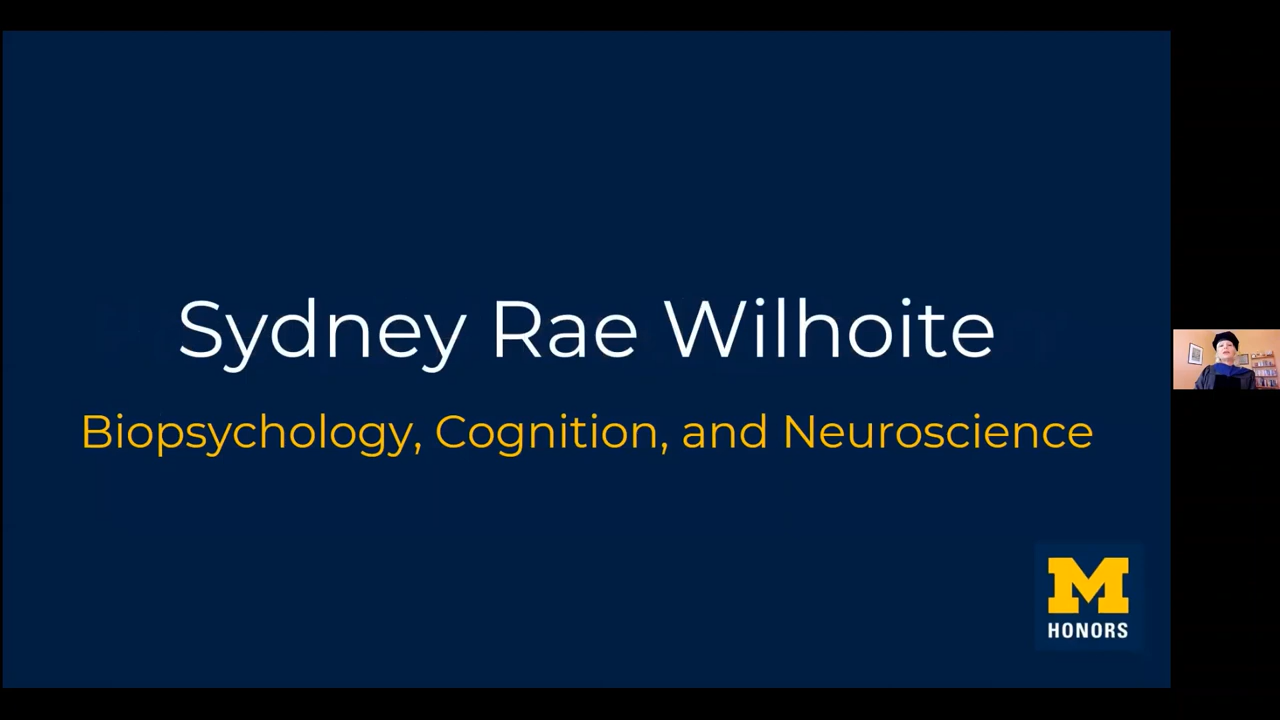 Sydney Rae Wilhoite
Biopsychology, Cognition, and Neuroscience
M
HONORS